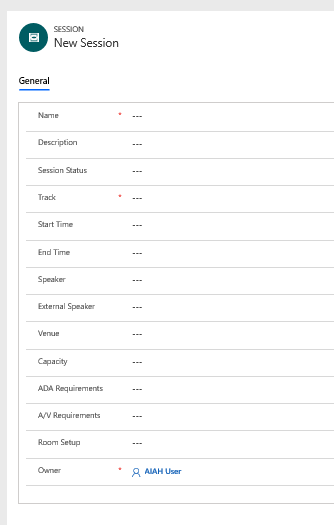 SESSION
New Session
General
Name * ---
Description ---
Session Status ---
Track * ---
Start Time ---
End Time ---
Speaker ---
External Speaker ---
Venue ---
Capacity ---
ADA Requirements ---
A/V Requirements ---
Room Setup ---
Owner * AIAH User